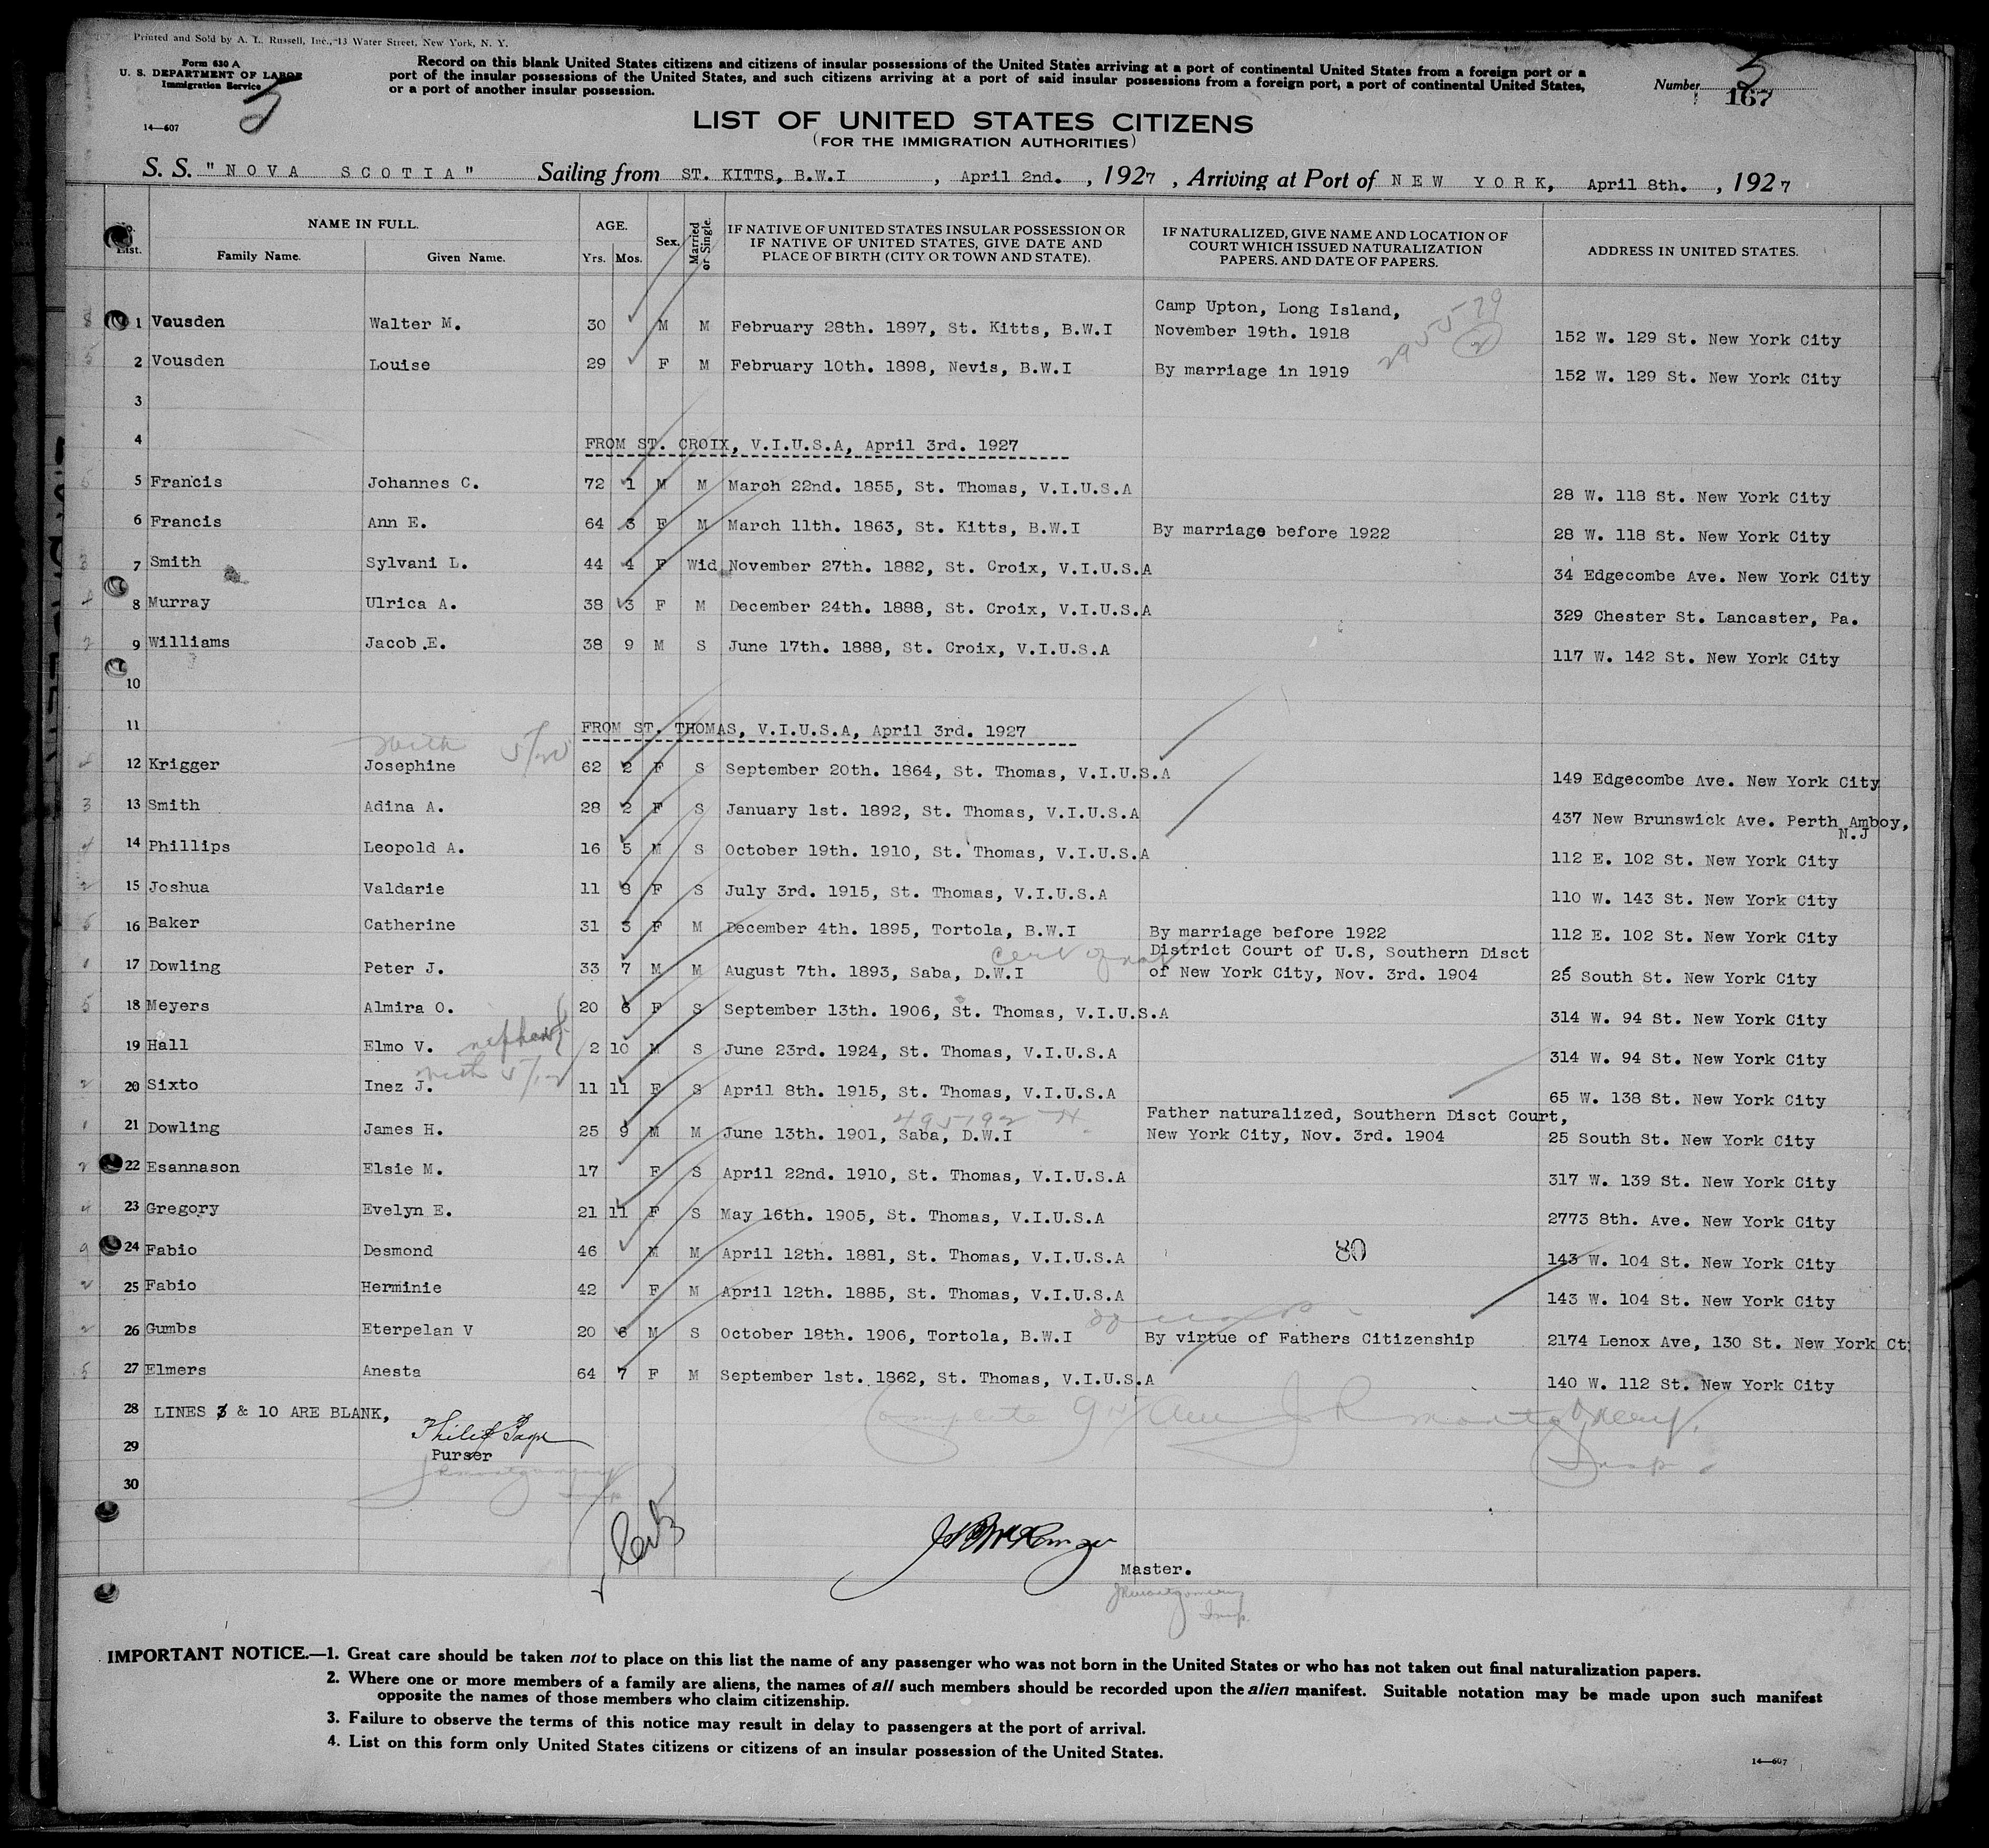 Printed and Sold by A. L. Russell, Inc., 13 Water Street, New York, N. Y.
Form 630 A
U. S. DEPARTMENT OF LABOR
Immigration Service
14—607
Record on this blank United States citizens and citizens of insular possessions of the United States arriving at a port of continental United States from a foreign port or a
port of the insular possessions of the United States, and such citizens arriving at a port of said insular possessions from a foreign port, a port of continental United States,
or a port of another insular possession.
Number 5
167
5
LIST OF UNITED STATES CITIZENS
(FOR THE IMMIGRATION AUTHORITIES)
S. S. "NOVA SCOTIA" Sailing from ST. KITTS, B.W.I , April 2nd. , 1927 , Arriving at Port of NEW YORK, April 8th. , 1927
No. List. NAME IN FULL. Family Name. Given Name. AGE. Yrs. Mos. Sex. Married or Single. IF NATIVE OF UNITED STATES INSULAR POSSESSION OR IF NATIVE OF UNITED STATES, GIVE DATE AND PLACE OF BIRTH (CITY OR TOWN AND STATE). IF NATURALIZED, GIVE NAME AND LOCATION OF COURT WHICH ISSUED NATURALIZATION PAPERS, AND DATE OF PAPERS. ADDRESS IN UNITED STATES.
1 Vousden Walter M. 30 M M February 28th. 1897, St. Kitts, B.W.I Camp Upton, Long Island, November 19th. 1918 152 W. 129 St. New York City
2 Vousden Louise 29 F M February 10th. 1898, Nevis, B.W.I By marriage in 1919 152 W. 129 St. New York City
3
4 FROM ST. CROIX, V.I.U.S.A, April 3rd. 1927
5 Francis Johannes C. 72 1 M M March 22nd. 1855, St. Thomas, V.I.U.S.A 28 W. 118 St. New York City
6 Francis Ann E. 64 3 F M March 11th. 1863, St. Kitts, B.W.I By marriage before 1922 28 W. 118 St. New York City
7 Smith Sylvani L. 44 4 F Wid November 27th. 1882, St. Croix, V.I.U.S.A 34 Edgecombe Ave. New York City
8 Murray Ulrica A. 38 3 F M December 24th. 1888, St. Croix, V.I.U.S.A 329 Chester St. Lancaster, Pa.
9 Williams Jacob.E. 38 9 M S June 17th. 1888, St. Croix, V.I.U.S.A 117 W. 142 St. New York City
10
11 FROM ST. THOMAS, V.I.U.S.A, April 3rd. 1927
12 Krigger Josephine 62 2 F S September 20th. 1864, St. Thomas, V.I.U.S.A 149 Edgecombe Ave. New York City
13 Smith Adina A. 28 2 F S January 1st. 1892, St. Thomas, V.I.U.S.A 437 New Brunswick Ave. Perth Amboy, N.J
14 Phillips Leopold A. 16 5 M S October 19th. 1910, St. Thomas, V.I.U.S.A 112 E. 102 St. New York City
15 Joshua Valdarie 11 8 F S July 3rd. 1915, St. Thomas, V.I.U.S.A 110 W. 143 St. New York City
16 Baker Catherine 31 3 F M December 4th. 1895, Tortola, B.W.I By marriage before 1922 112 E. 102 St. New York City
17 Dowling Peter J. 33 7 M M August 7th. 1893, Saba, D.W.I District Court of U.S, Southern Disct of New York City, Nov. 3rd. 1904 25 South St. New York City
18 Meyers Almira O. 20 6 F S September 13th. 1906, St. Thomas, V.I.U.S.A 314 W. 94 St. New York City
19 Hall Elmo V. nephew 2 10 M S June 23rd. 1924, St. Thomas, V.I.U.S.A 314 W. 94 St. New York City
20 Sixto Inez J. 11 11 F S April 8th. 1915, St. Thomas, V.I.U.S.A 65 W. 138 St. New York City
21 Dowling James H. 25 9 M M June 13th. 1901, Saba, D.W.I Father naturalized, Southern Disct Court, New York City, Nov. 3rd. 1904 25 South St. New York City
22 Esannason Elsie M. 17 F S April 22nd. 1910, St. Thomas, V.I.U.S.A 317 W. 139 St. New York City
23 Gregory Evelyn E. 21 11 F S May 16th. 1905, St. Thomas, V.I.U.S.A 2773 8th. Ave. New York City
24 Fabio Desmond 46 M M April 12th. 1881, St. Thomas, V.I.U.S.A 80 143 W. 104 St. New York City
25 Fabio Herminie 42 F M April 12th. 1885, St. Thomas, V.I.U.S.A 143 W. 104 St. New York City
26 Gumbs Eterpelan V 20 6 M S October 18th. 1906, Tortola, B.W.I By virtue of Fathers Citizenship 2174 Lenox Ave, 130 St. New York Ct
27 Elmers Anesta 64 7 F M September 1st. 1862, St. Thomas, V.I.U.S.A 140 W. 112 St. New York City
28 LINES 3 & 10 ARE BLANK,
29 Purser
30
Master.
JRMontgomery
Insp.
IMPORTANT NOTICE.—1. Great care should be taken not to place on this list the name of any passenger who was not born in the United States or who has not taken out final naturalization papers.
2. Where one or more members of a family are aliens, the names of all such members should be recorded upon the alien manifest. Suitable notation may be made upon such manifest
opposite the names of those members who claim citizenship.
3. Failure to observe the terms of this notice may result in delay to passengers at the port of arrival.
4. List on this form only United States citizens or citizens of an insular possession of the United States.
14—607